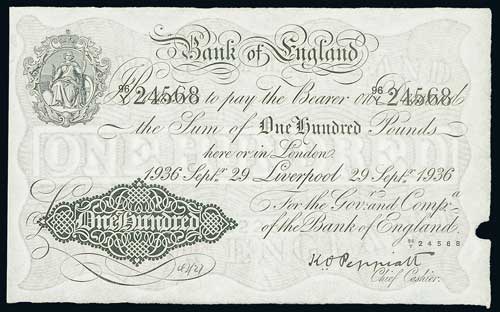 Bank of England
96/Y 24568 to pay the Bearer on Demand 96/Y 24568
the Sum of One Hundred Pounds
here or in London.
1936 Septr. 29 Liverpool 29 Septr. 1936
For the Govr. and Compa.
of the Bank of England.
One Hundred
96/Y 24568
K.O. Peppiatt
Chief Cashier.